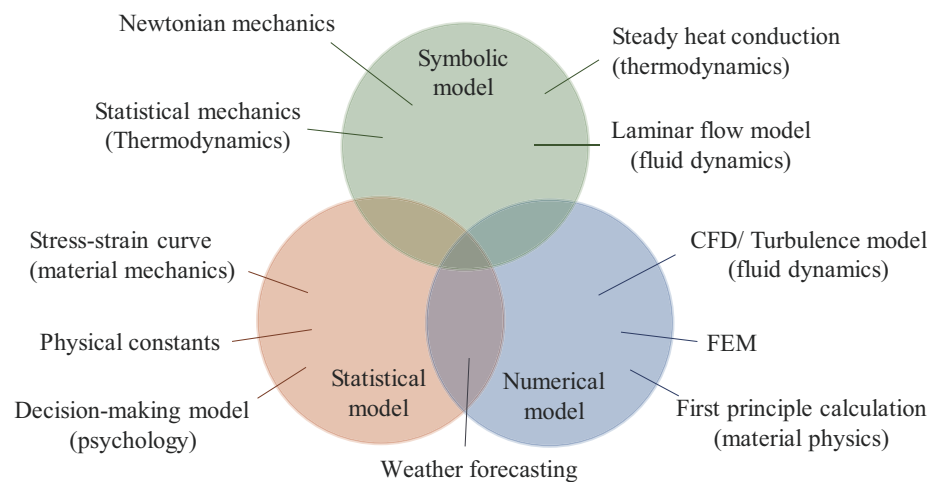 Newtonian mechanics
Symbolic
model
Steady heat conduction
(thermodynamics)
Statistical mechanics
(Thermodynamics)
Laminar flow model
(fluid dynamics)
Stress-strain curve
(material mechanics)
CFD/ Turbulence model
(fluid dynamics)
Physical constants
FEM
Statistical
model
Numerical
model
Decision-making model
(psychology)
First principle calculation
(material physics)
Weather forecasting